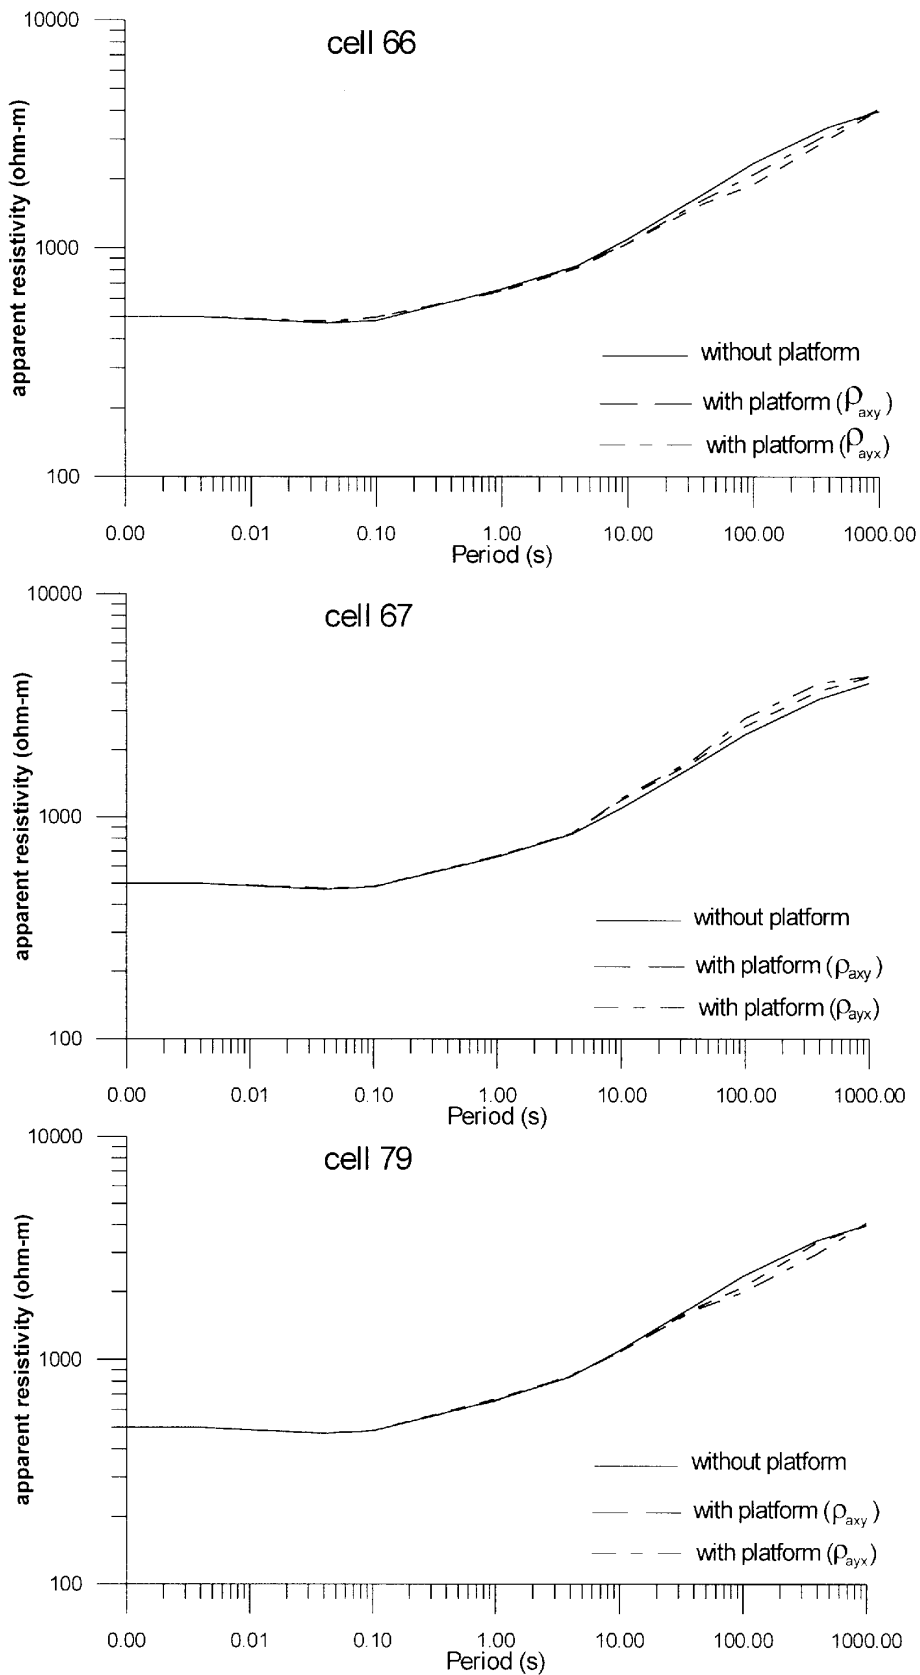 cell 66
apparent resistivity (ohm-m)
10000
1000
100
without platform
with platform (ρaxy)
with platform (ρayx)
0.00 0.01 0.10 1.00 10.00 100.00 1000.00
Period (s)
cell 67
apparent resistivity (ohm-m)
10000
1000
100
without platform
with platform (ρaxy)
with platform (ρayx)
0.00 0.01 0.10 1.00 10.00 100.00 1000.00
Period (s)
cell 79
apparent resistivity (ohm-m)
10000
1000
100
without platform
with platform (ρaxy)
with platform (ρayx)
0.00 0.01 0.10 1.00 10.00 100.00 1000.00
Period (s)